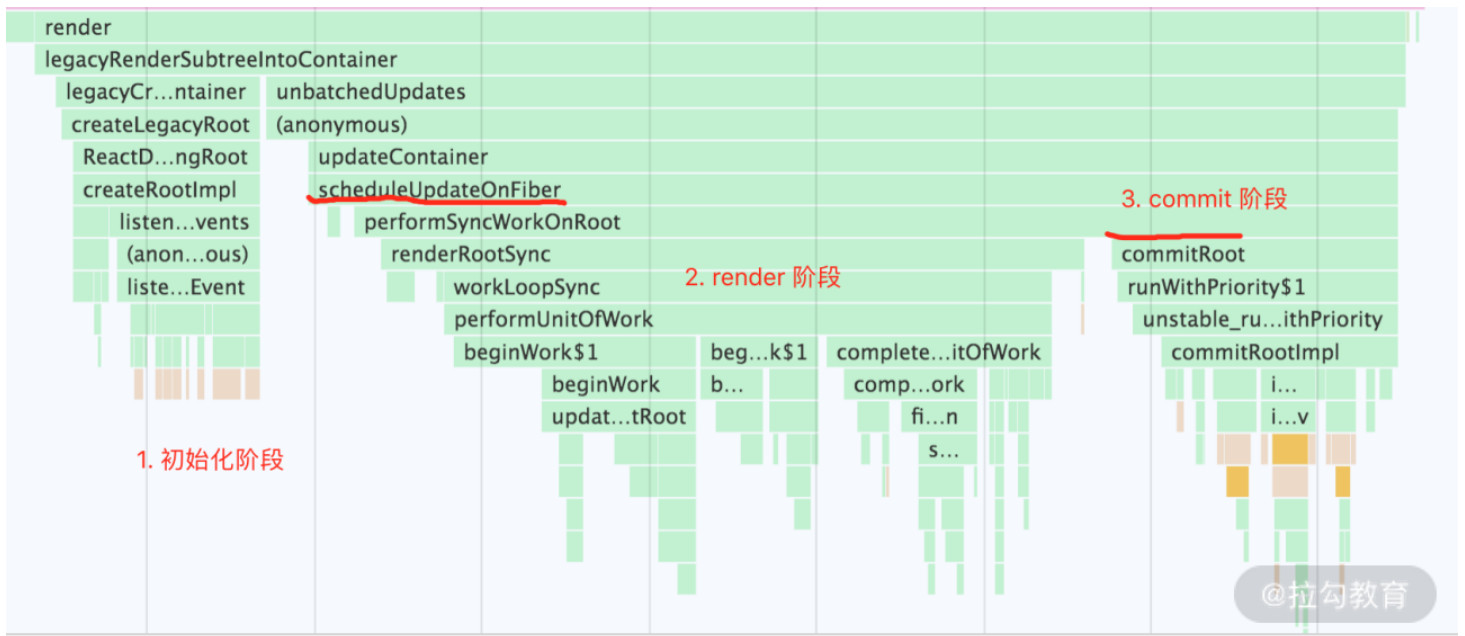 render
legacyRenderSubtreeIntoContainer
legacyCr...ntainer unbatchedUpdates
createLegacyRoot (anonymous)
ReactD...ngRoot updateContainer
createRootImpl scheduleUpdateOnFiber 3. commit 阶段
listen...vents performSyncWorkOnRoot
(anon...ous) renderRootSync commitRoot
liste...Event workLoopSync 2. render 阶段 runWithPriority$1
performUnitOfWork unstable_ru...ithPriority
beginWork$1 beg...k$1 complete...itOfWork commitRootImpl
beginWork b... comp...ork i...
updat...tRoot fi...n i...v
1. 初始化阶段 s...
@拉勾教育